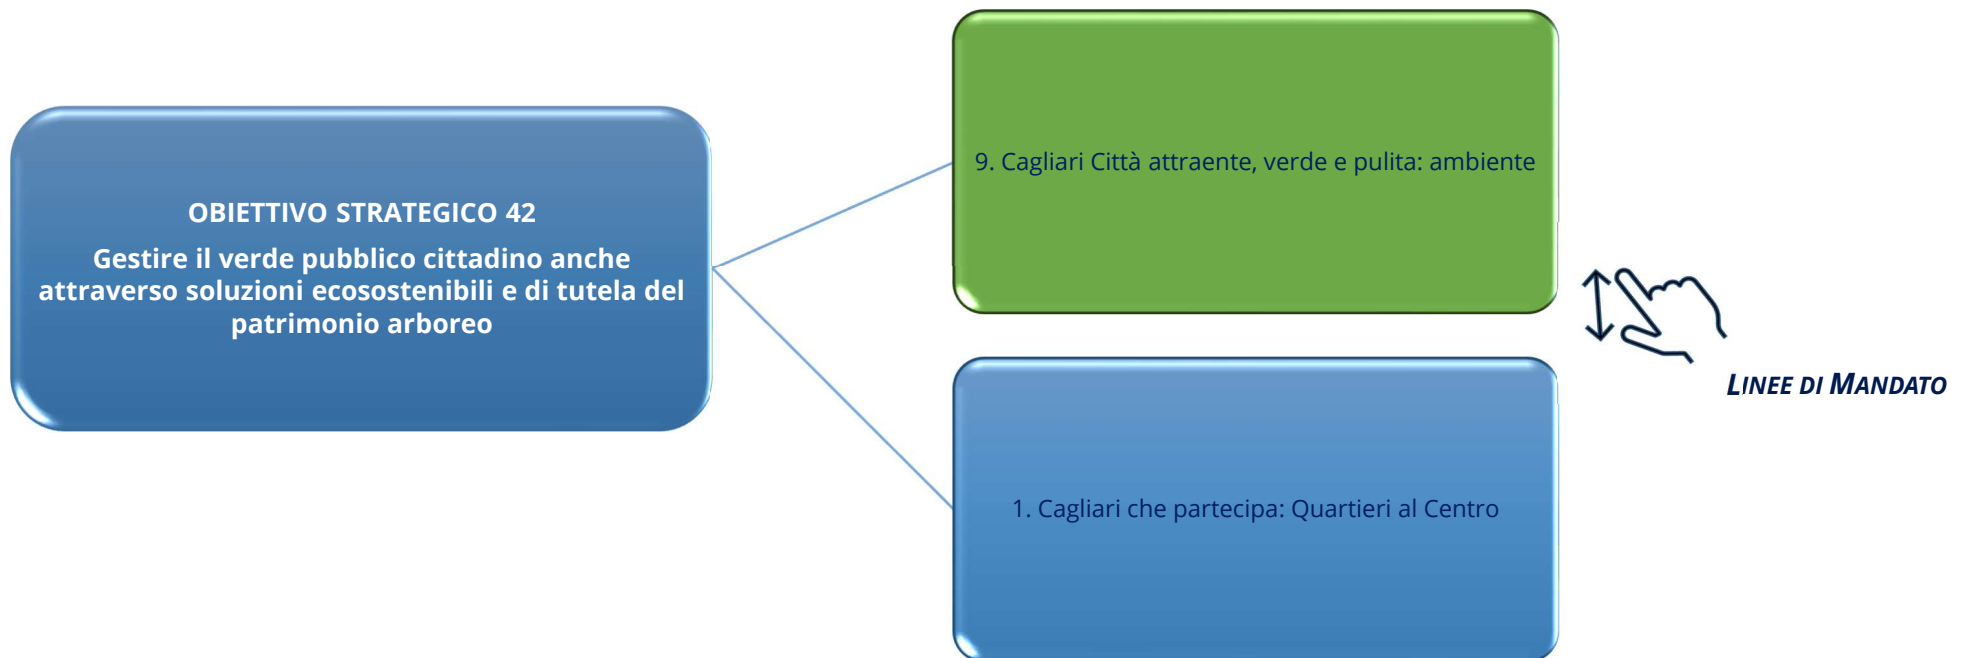 OBIETTIVO STRATEGICO 42
Gestire il verde pubblico cittadino anche
attraverso soluzioni ecosostenibili e di tutela del
patrimonio arboreo
9. Cagliari Città attraente, verde e pulita: ambiente
1. Cagliari che partecipa: Quartieri al Centro
LINEE DI MANDATO